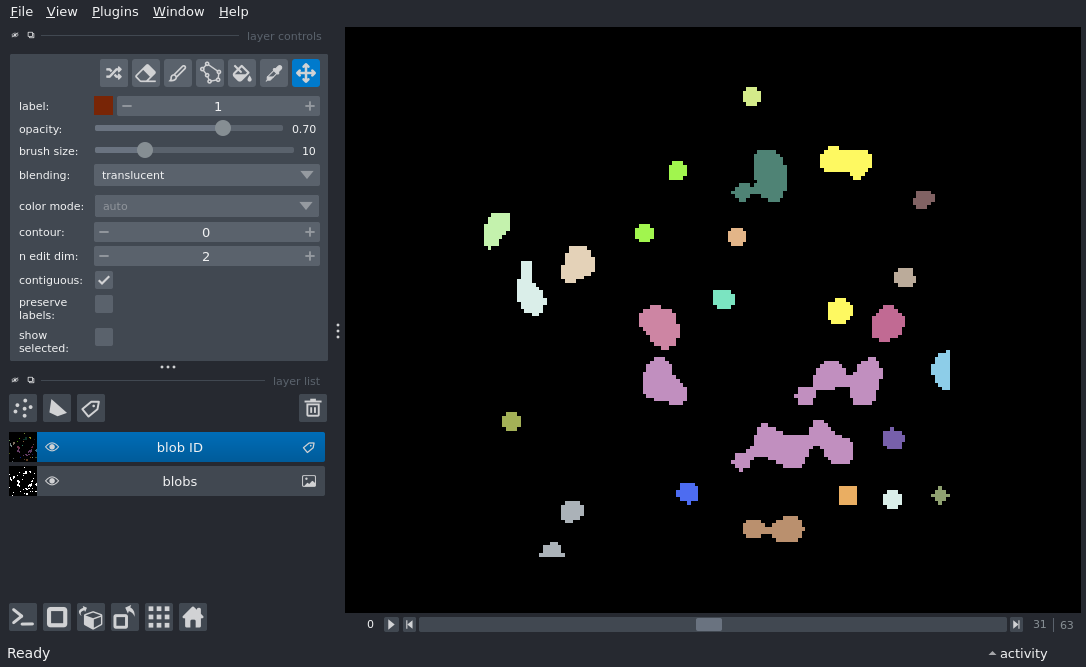 File View Plugins Window Help
layer controls
label: 1
opacity: 0.70
brush size: 10
blending: translucent
color mode: auto
contour: 0
n edit dim: 2
contiguous:
preserve
labels:
show
selected:
layer list
blob ID
blobs
0 31 | 63
Ready activity